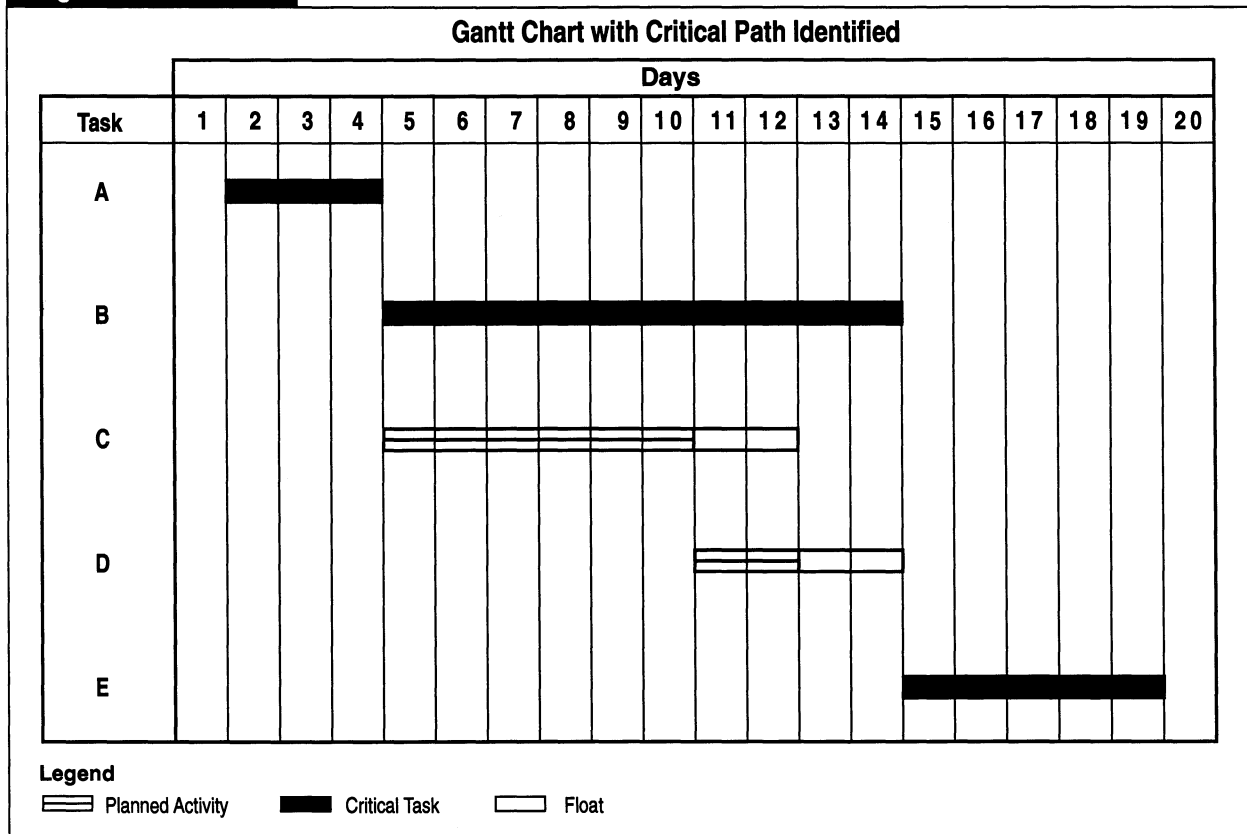 Gantt Chart with Critical Path Identified
Days
Task 1 2 3 4 5 6 7 8 9 10 11 12 13 14 15 16 17 18 19 20
A
B
C
D
E
Legend
Planned Activity Critical Task Float